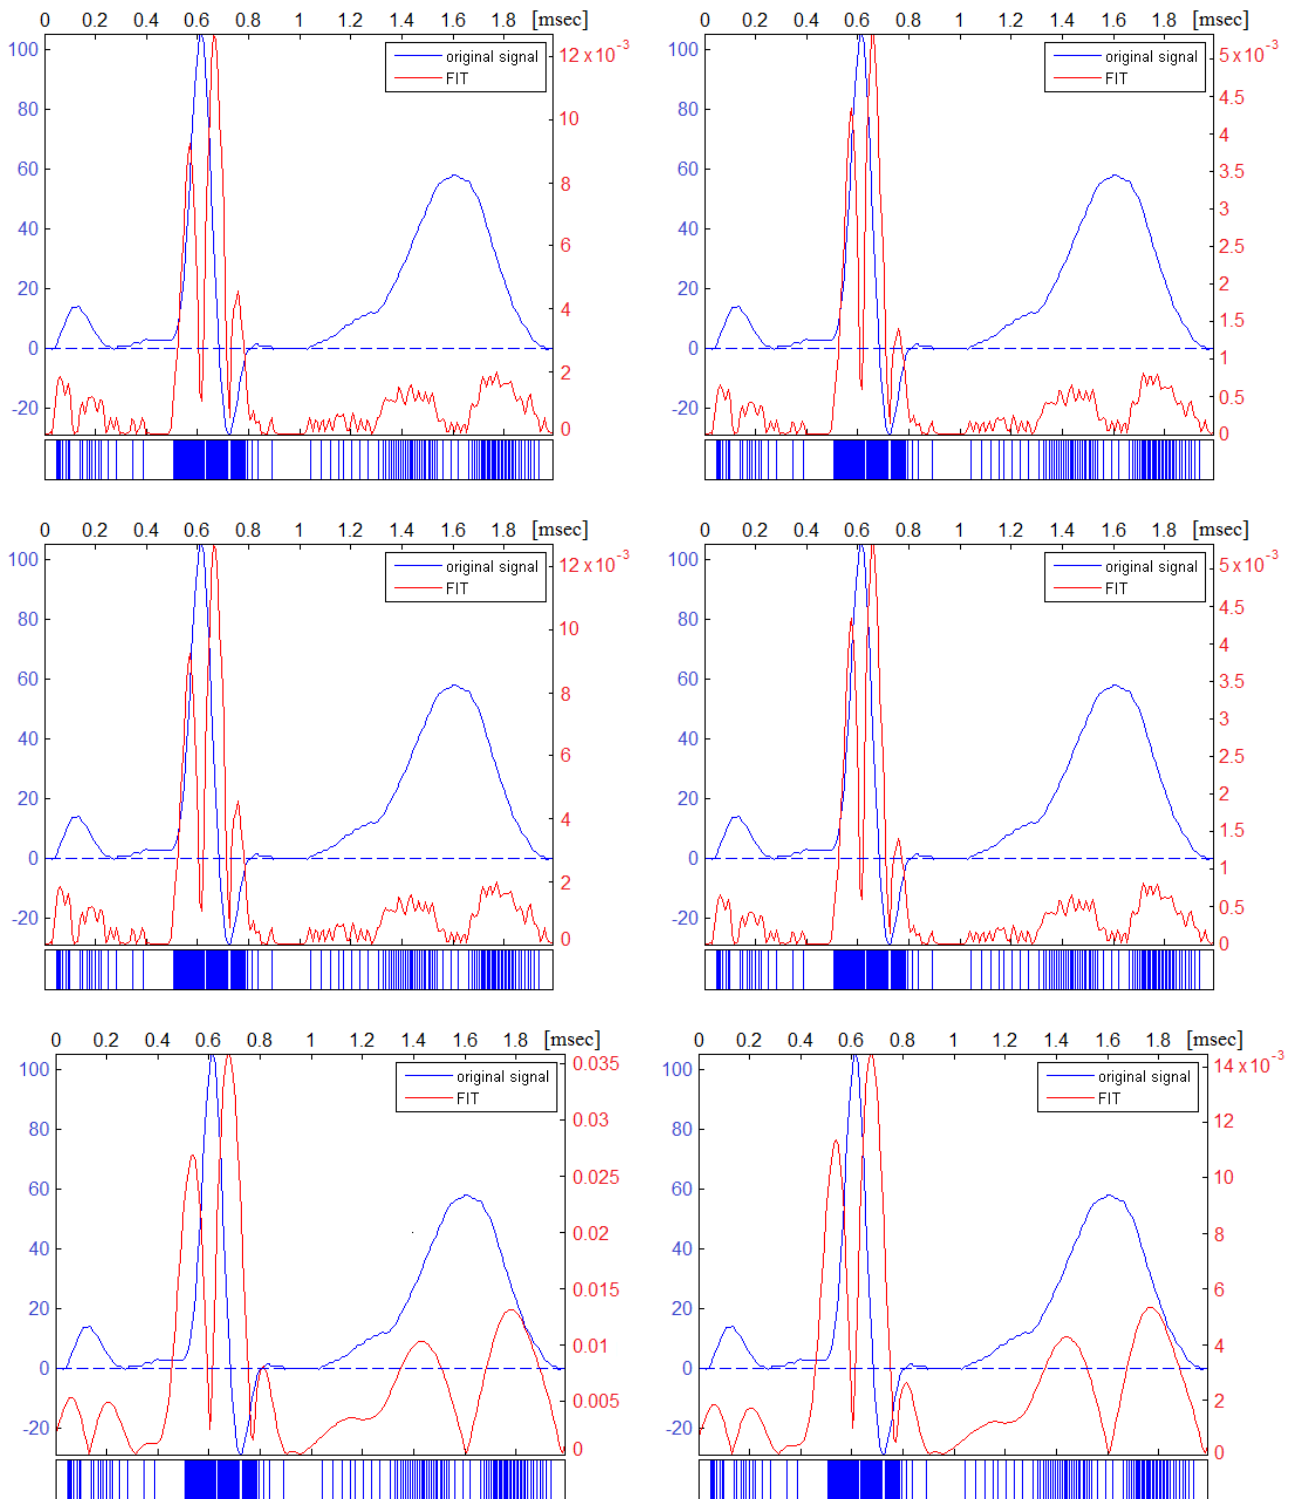 0 0.2 0.4 0.6 0.8 1 1.2 1.4 1.6 1.8 [msec]
100 80 60 40 20 0 -20
original signal
FIT
12 x 10-3 10 8 6 4 2 0
0 0.2 0.4 0.6 0.8 1 1.2 1.4 1.6 1.8 [msec]
100 80 60 40 20 0 -20
original signal
FIT
5 x 10-3 4.5 4 3.5 3 2.5 2 1.5 1 0.5 0
0 0.2 0.4 0.6 0.8 1 1.2 1.4 1.6 1.8 [msec]
100 80 60 40 20 0 -20
original signal
FIT
12 x 10-3 10 8 6 4 2 0
0 0.2 0.4 0.6 0.8 1 1.2 1.4 1.6 1.8 [msec]
100 80 60 40 20 0 -20
original signal
FIT
5 x 10-3 4.5 4 3.5 3 2.5 2 1.5 1 0.5 0
0 0.2 0.4 0.6 0.8 1 1.2 1.4 1.6 1.8 [msec]
100 80 60 40 20 0 -20
original signal
FIT
0.035 0.03 0.025 0.02 0.015 0.01 0.005 0
0 0.2 0.4 0.6 0.8 1 1.2 1.4 1.6 1.8 [msec]
100 80 60 40 20 0 -20
original signal
FIT
14 x 10-3 12 10 8 6 4 2 0